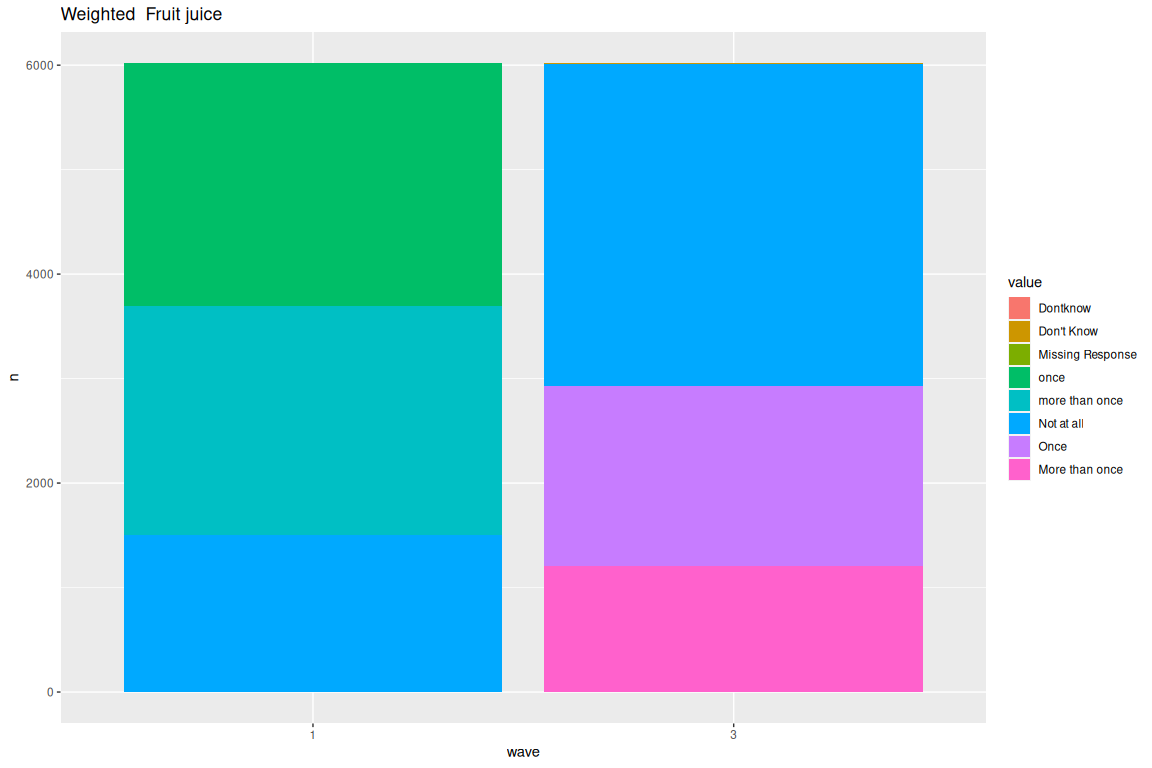 Weighted  Fruit juice
6000
4000
2000
0
n
1
3
wave
value
Dontknow
Don't Know
Missing Response
once
more than once
Not at all
Once
More than once